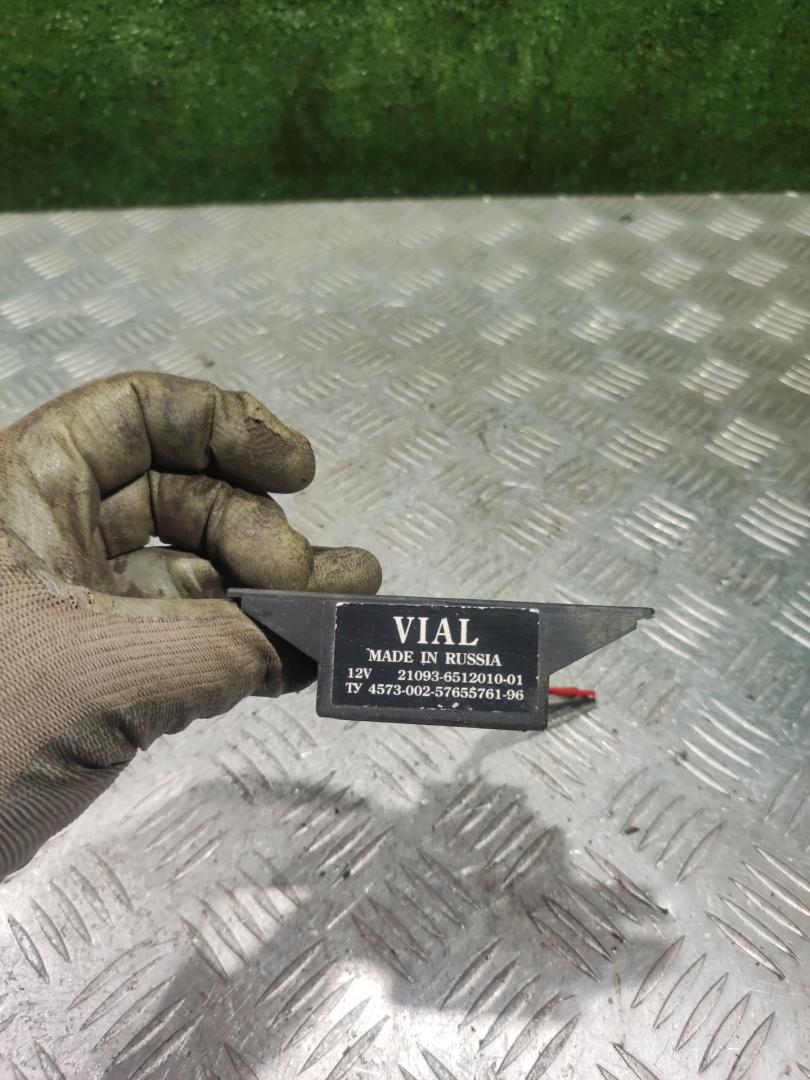 VIAL
MADE IN RUSSIA
12V 21093-6512010-01
ТУ 4573-002-57655761-96